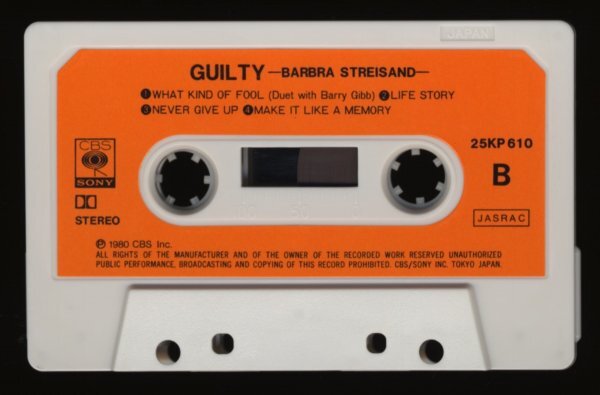 JAPAN
GUILTY —BARBRA STREISAND—
❶WHAT KIND OF FOOL (Duet with Barry Gibb) ❷LIFE STORY
❸NEVER GIVE UP ❹MAKE IT LIKE A MEMORY
CBS
SONY
25KP 610
B
STEREO
JASRAC
100 50 0
Ⓟ 1980 CBS Inc.
ALL RIGHTS OF THE MANUFACTURER AND OF THE OWNER OF THE RECORDED WORK RESERVED UNAUTHORIZED
PUBLIC PERFORMANCE, BROADCASTING AND COPYING OF THIS RECORD PROHIBITED. CBS/SONY INC. TOKYO JAPAN.